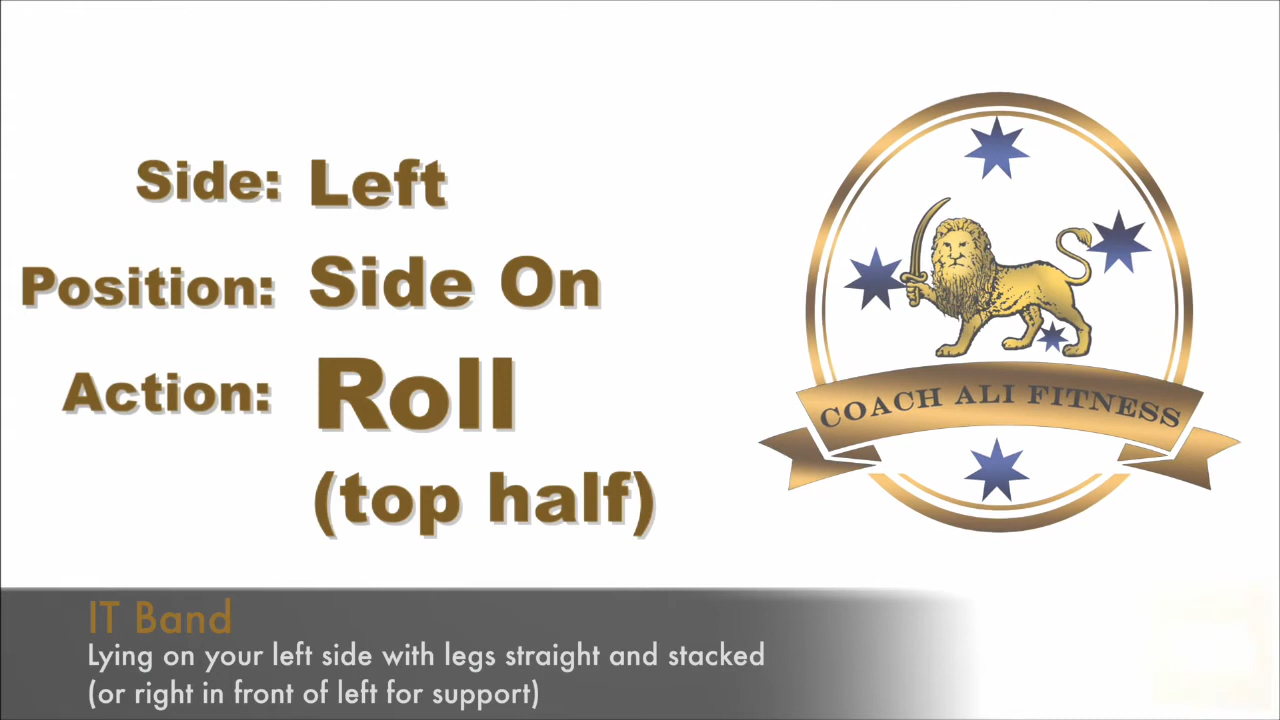 Side: Left
Position: Side On
Action: Roll
(top half)
COACH ALI FITNESS
IT Band
Lying on your left side with legs straight and stacked
(or right in front of left for support)